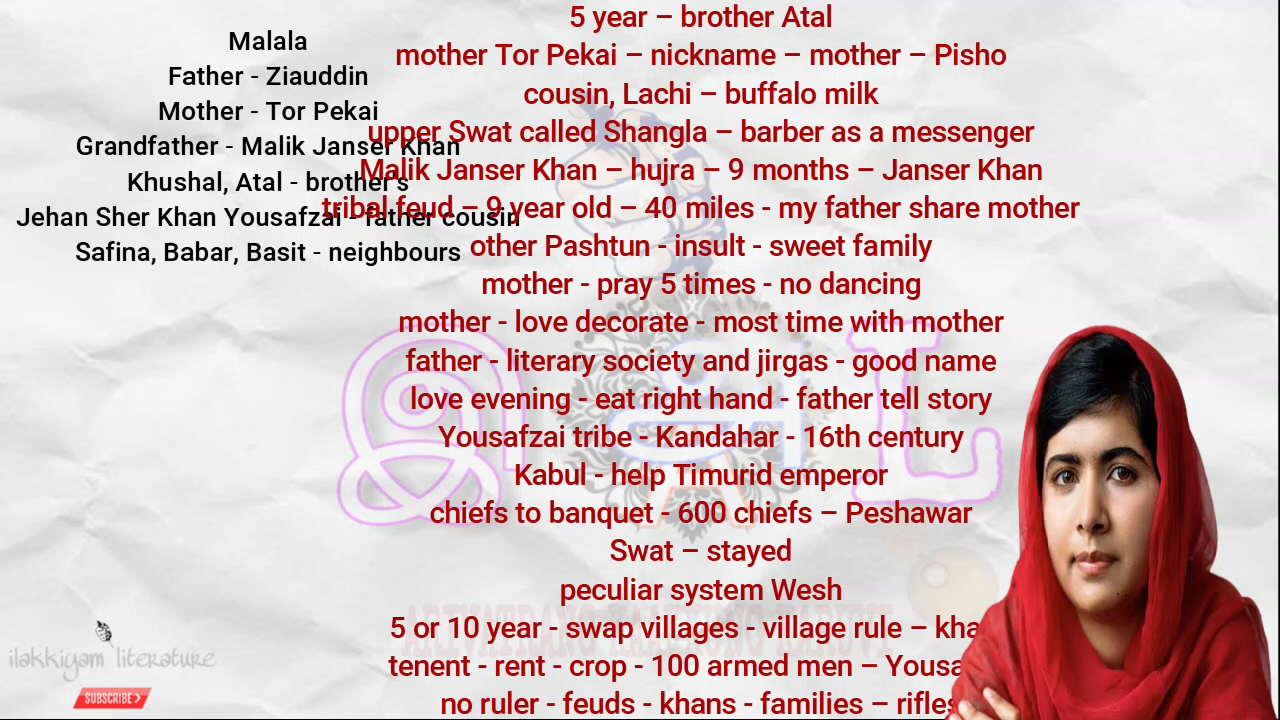 Malala
Father - Ziauddin
Mother - Tor Pekai
Grandfather - Malik Janser Khan
Khushal, Atal - brother's
Jehan Sher Khan Yousafzai - father cousin
Safina, Babar, Basit - neighbours
5 year – brother Atal
mother Tor Pekai – nickname – mother – Pisho
cousin, Lachi – buffalo milk
upper Swat called Shangla – barber as a messenger
Malik Janser Khan – hujra – 9 months – Janser Khan
tribal feud – 9 year old – 40 miles - my father share mother
other Pashtun - insult - sweet family
mother - pray 5 times - no dancing
mother - love decorate - most time with mother
father - literary society and jirgas - good name
love evening - eat right hand - father tell story
Yousafzai tribe - Kandahar - 16th century
Kabul - help Timurid emperor
chiefs to banquet - 600 chiefs – Peshawar
Swat – stayed
peculiar system Wesh
5 or 10 year - swap villages - village rule – kha
tenent - rent - crop - 100 armed men – Yousa
no ruler - feuds - khans - families – rifles
ilakkiyam literature
SUBSCRIBE >